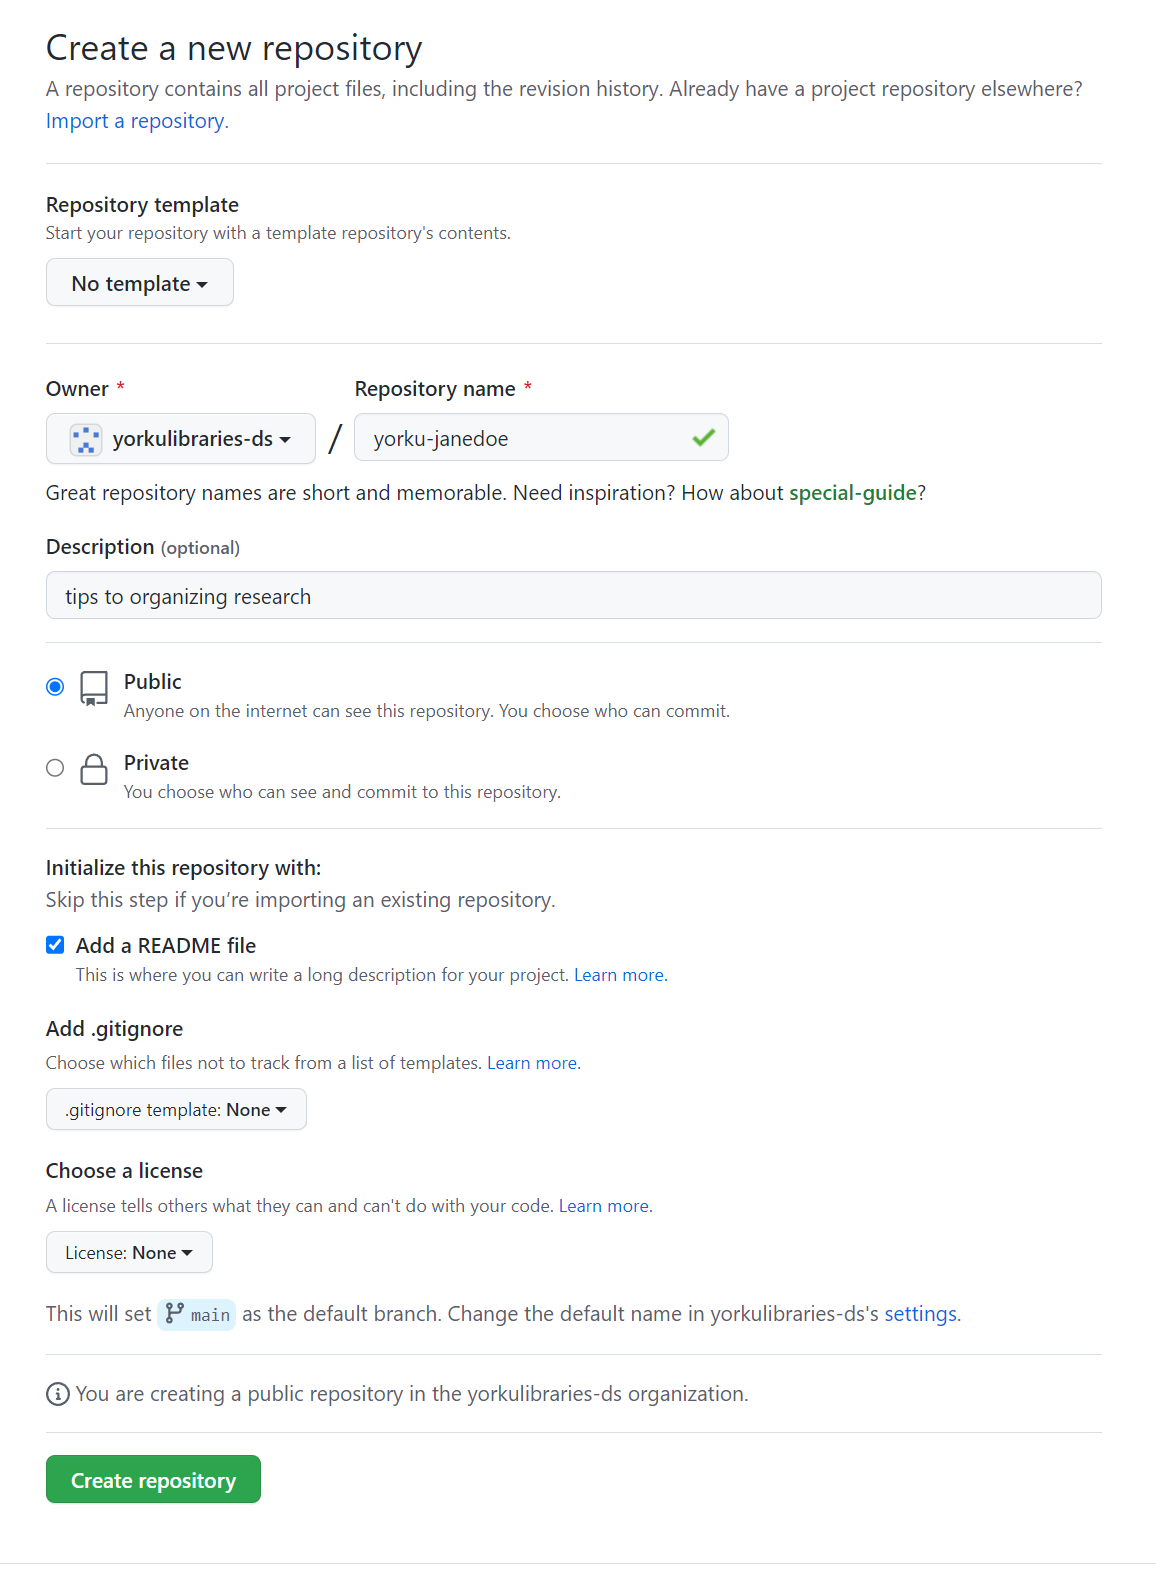 Create a new repository
A repository contains all project files, including the revision history. Already have a project repository elsewhere?
Import a repository.
Repository template
Start your repository with a template repository's contents.
No template
Owner * Repository name *
yorkulibraries-ds / yorku-janedoe
Great repository names are short and memorable. Need inspiration? How about special-guide?
Description (optional)
tips to organizing research
Public
Anyone on the internet can see this repository. You choose who can commit.
Private
You choose who can see and commit to this repository.
Initialize this repository with:
Skip this step if you’re importing an existing repository.
Add a README file
This is where you can write a long description for your project. Learn more.
Add .gitignore
Choose which files not to track from a list of templates. Learn more.
.gitignore template: None
Choose a license
A license tells others what they can and can't do with your code. Learn more.
License: None
This will set main as the default branch. Change the default name in yorkulibraries-ds's settings.
You are creating a public repository in the yorkulibraries-ds organization.
Create repository